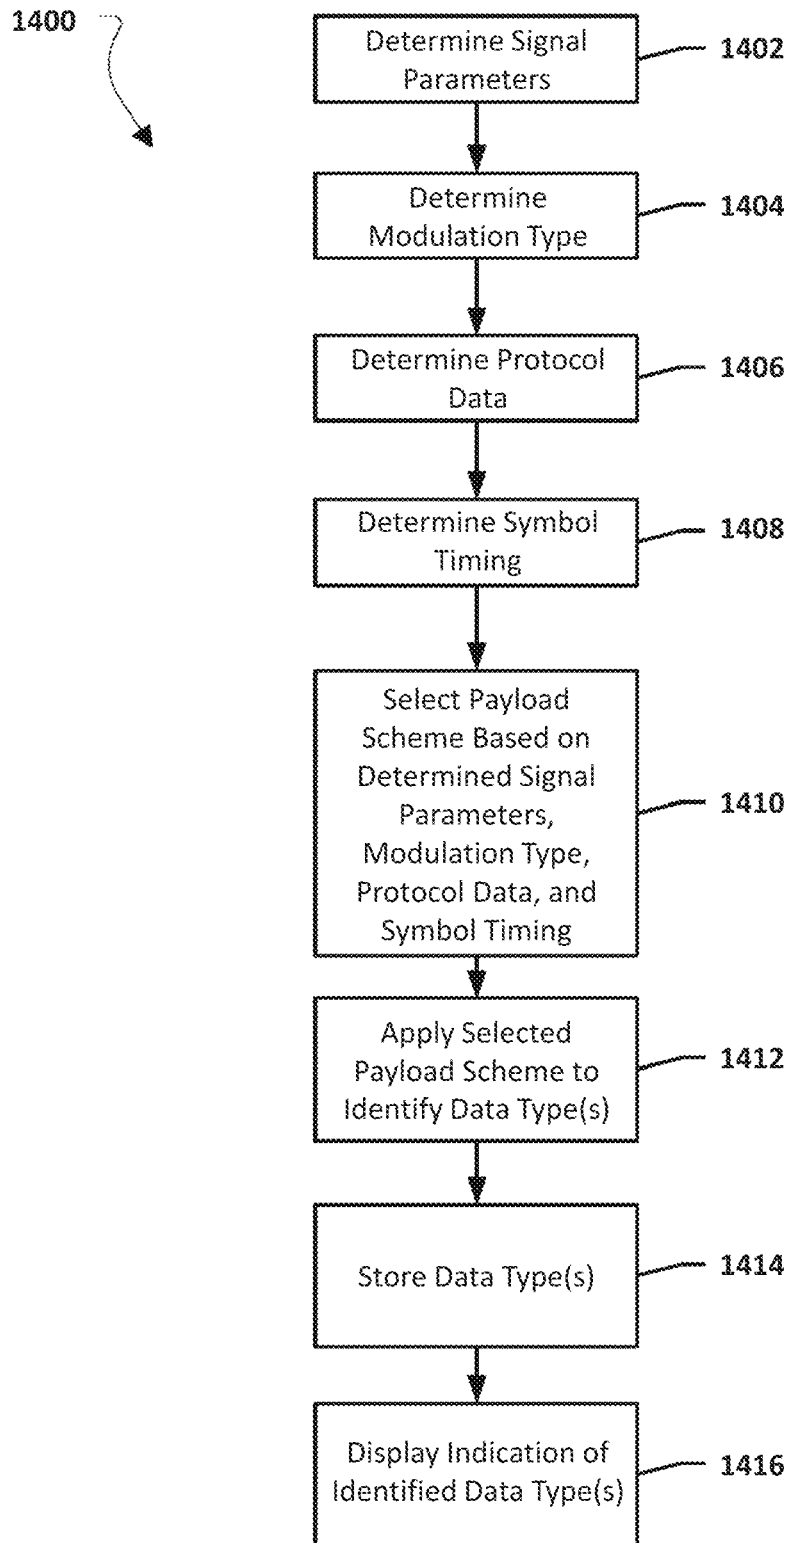 1400
Determine Signal
Parameters
1402
Determine
Modulation Type
1404
Determine Protocol
Data
1406
Determine Symbol
Timing
1408
Select Payload
Scheme Based on
Determined Signal
Parameters,
Modulation Type,
Protocol Data, and
Symbol Timing
1410
Apply Selected
Payload Scheme to
Identify Data Type(s)
1412
Store Data Type(s)
1414
Display Indication of
Identified Data Type(s)
1416